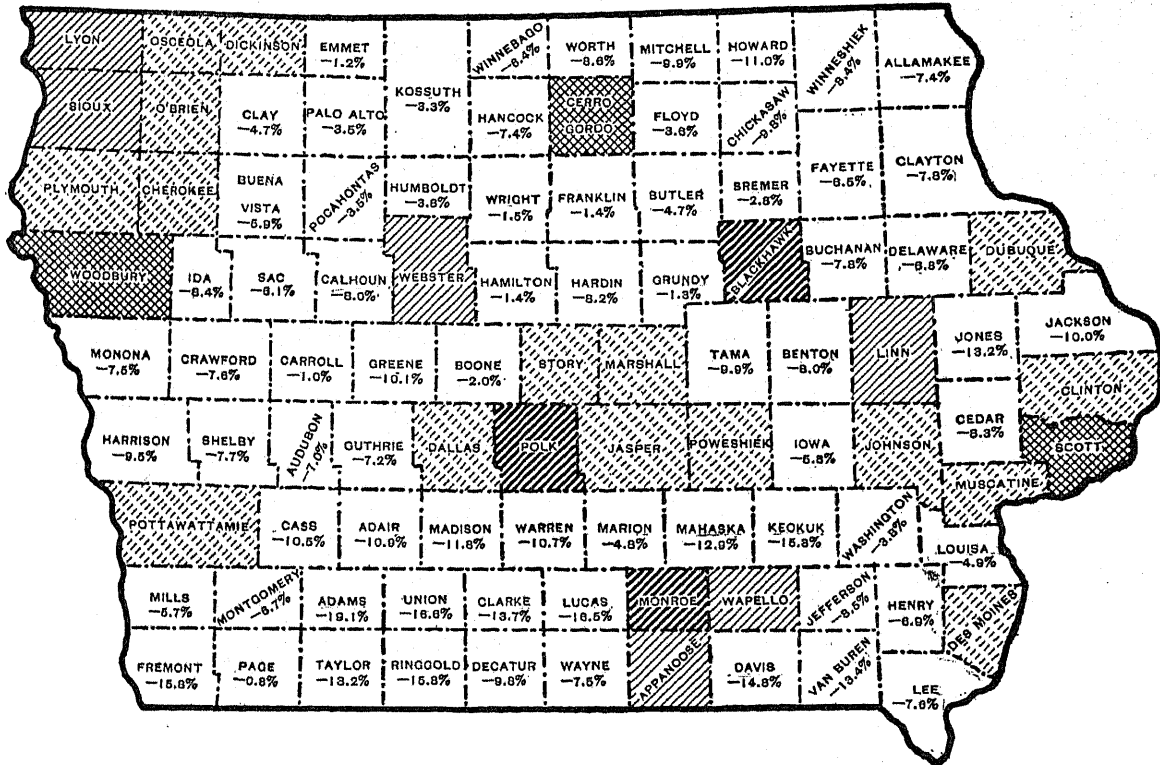 LYON
OSCEOLA
DICKINSON
EMMET
—1.2%
WINNEBAGO
—8.4%
WORTH
—8.6%
MITCHELL
—9.9%
HOWARD
—11.0%
WINNESHIEK
—8.4%
ALLAMAKEE
—7.4%
SIOUX
O'BRIEN
CLAY
—4.7%
PALO ALTO
—3.5%
KOSSUTH
—3.3%
HANCOCK
—7.4%
CERRO
GORDO
FLOYD
—3.6%
CHICKASAW
—9.8%
FAYETTE
—6.5%
CLAYTON
—7.8%
PLYMOUTH
CHEROKEE
BUENA
VISTA
—5.9%
POCAHONTAS
—3.5%
HUMBOLDT
—3.8%
WRIGHT
—1.5%
FRANKLIN
—1.4%
BUTLER
—4.7%
BREMER
—2.8%
WOODBURY
IDA
—8.4%
SAC
—6.1%
CALHOUN
—8.0%
WEBSTER
HAMILTON
—1.4%
HARDIN
—8.2%
GRUNDY
—1.3%
BLACKHAWK
BUCHANAN
—7.8%
DELAWARE
—6.8%
DUBUQUE
MONONA
—7.5%
CRAWFORD
—7.6%
CARROLL
—1.0%
GREENE
—10.1%
BOONE
—2.0%
STORY
MARSHALL
TAMA
—9.9%
BENTON
—8.0%
LINN
JONES
—13.2%
JACKSON
—10.0%
CLINTON
HARRISON
—9.5%
SHELBY
—7.7%
AUDUBON
—7.0%
GUTHRIE
—7.2%
DALLAS
POLK
JASPER
POWESHIEK
IOWA
—5.8%
JOHNSON
CEDAR
—8.3%
SCOTT
MUSCATINE
POTTAWATTAMIE
CASS
—10.5%
ADAIR
—10.9%
MADISON
—11.8%
WARREN
—10.7%
MARION
—4.8%
MAHASKA
—12.9%
KEOKUK
—15.8%
WASHINGTON
—3.8%
LOUISA
—4.9%
MILLS
—5.7%
MONTGOMERY
—8.7%
ADAMS
—19.1%
UNION
—16.6%
CLARKE
—13.7%
LUCAS
—16.5%
MONROE
WAPELLO
JEFFERSON
—8.5%
HENRY
—6.9%
DES MOINES
FREMONT
—15.8%
PAGE
—0.8%
TAYLOR
—13.2%
RINGGOLD
—15.8%
DECATUR
—9.8%
WAYNE
—7.5%
APPANOOSE
DAVIS
—14.8%
VAN BUREN
—13.4%
LEE
—7.6%